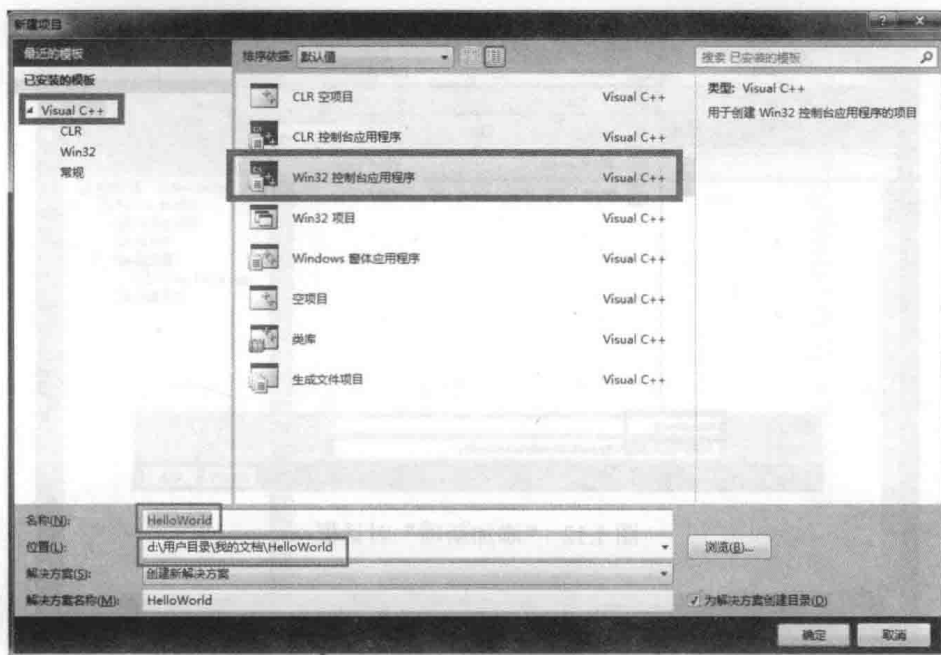 新建项目
最近的模板
已安装的模板
Visual C++
CLR
Win32
常规
排序依据: 默认值
搜索 已安装的模板
CLR 空项目 Visual C++
CLR 控制台应用程序 Visual C++
Win32 控制台应用程序 Visual C++
Win32 项目 Visual C++
Windows 窗体应用程序 Visual C++
空项目 Visual C++
类库 Visual C++
生成文件项目 Visual C++
类型: Visual C++
用于创建 Win32 控制台应用程序的项目
名称(N): HelloWorld
位置(L): d:\用户目录\我的文档\HelloWorld 浏览(B)...
解决方案(S): 创建新解决方案
解决方案名称(M): HelloWorld 为解决方案创建目录(D)
确定 取消